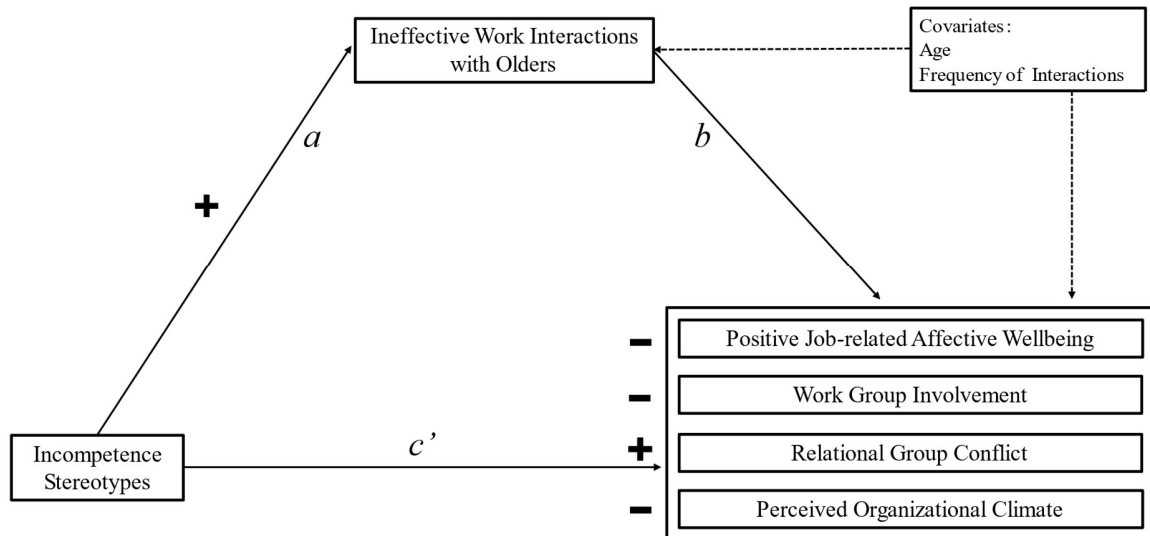 Ineffective Work Interactions
with Olders
Covariates:
Age
Frequency of Interactions
a
b
+
- Positive Job-related Affective Wellbeing
- Work Group Involvement
+ Relational Group Conflict
- Perceived Organizational Climate
Incompetence
Stereotypes
c’